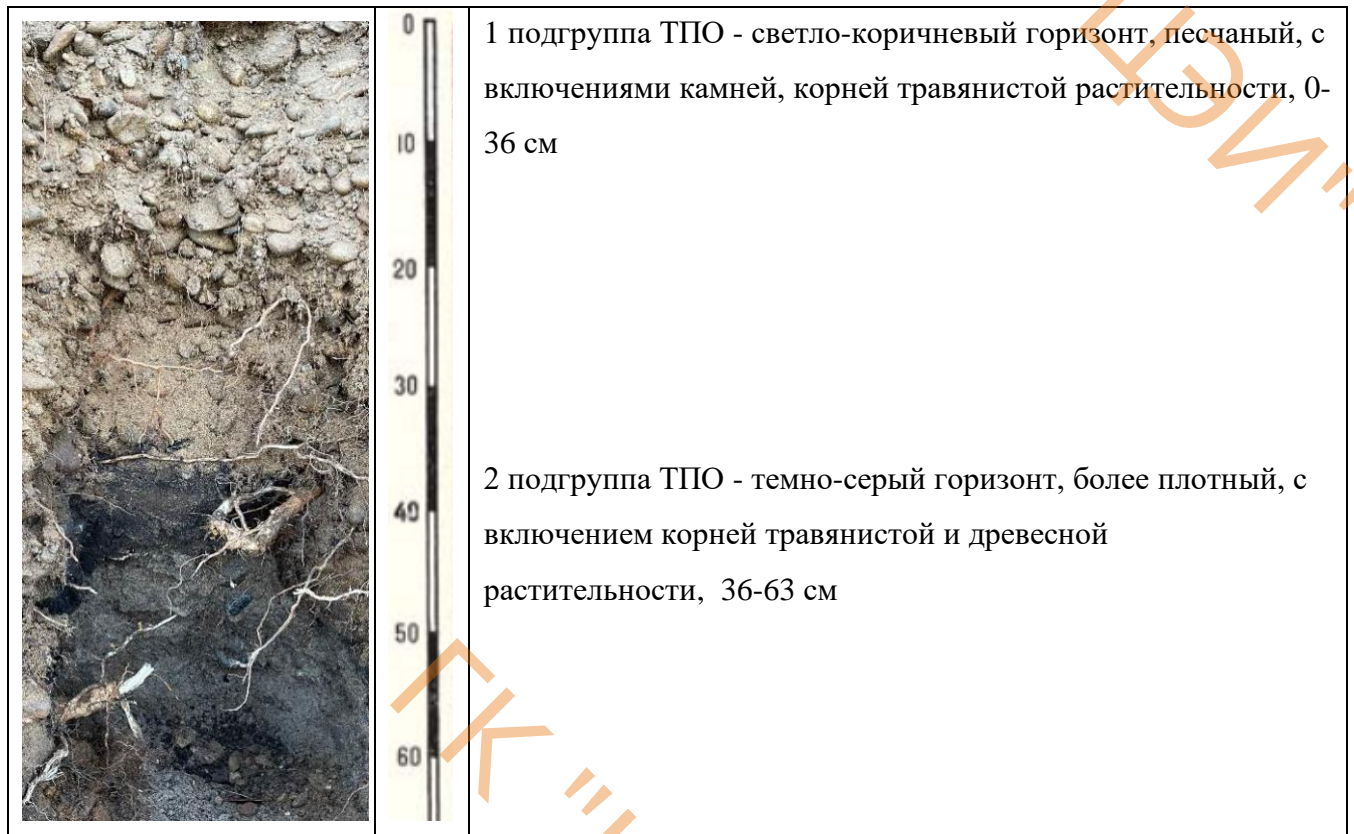 1 подгруппа ТПО - светло-коричневый горизонт, песчаный, с
включениями камней, корней травянистой растительности, 0-
36 см
2 подгруппа ТПО - темно-серый горизонт, более плотный, с
включением корней травянистой и древесной
растительности, 36-63 см
0
10
20
30
40
50
60
ЦЭИ"
ГК "